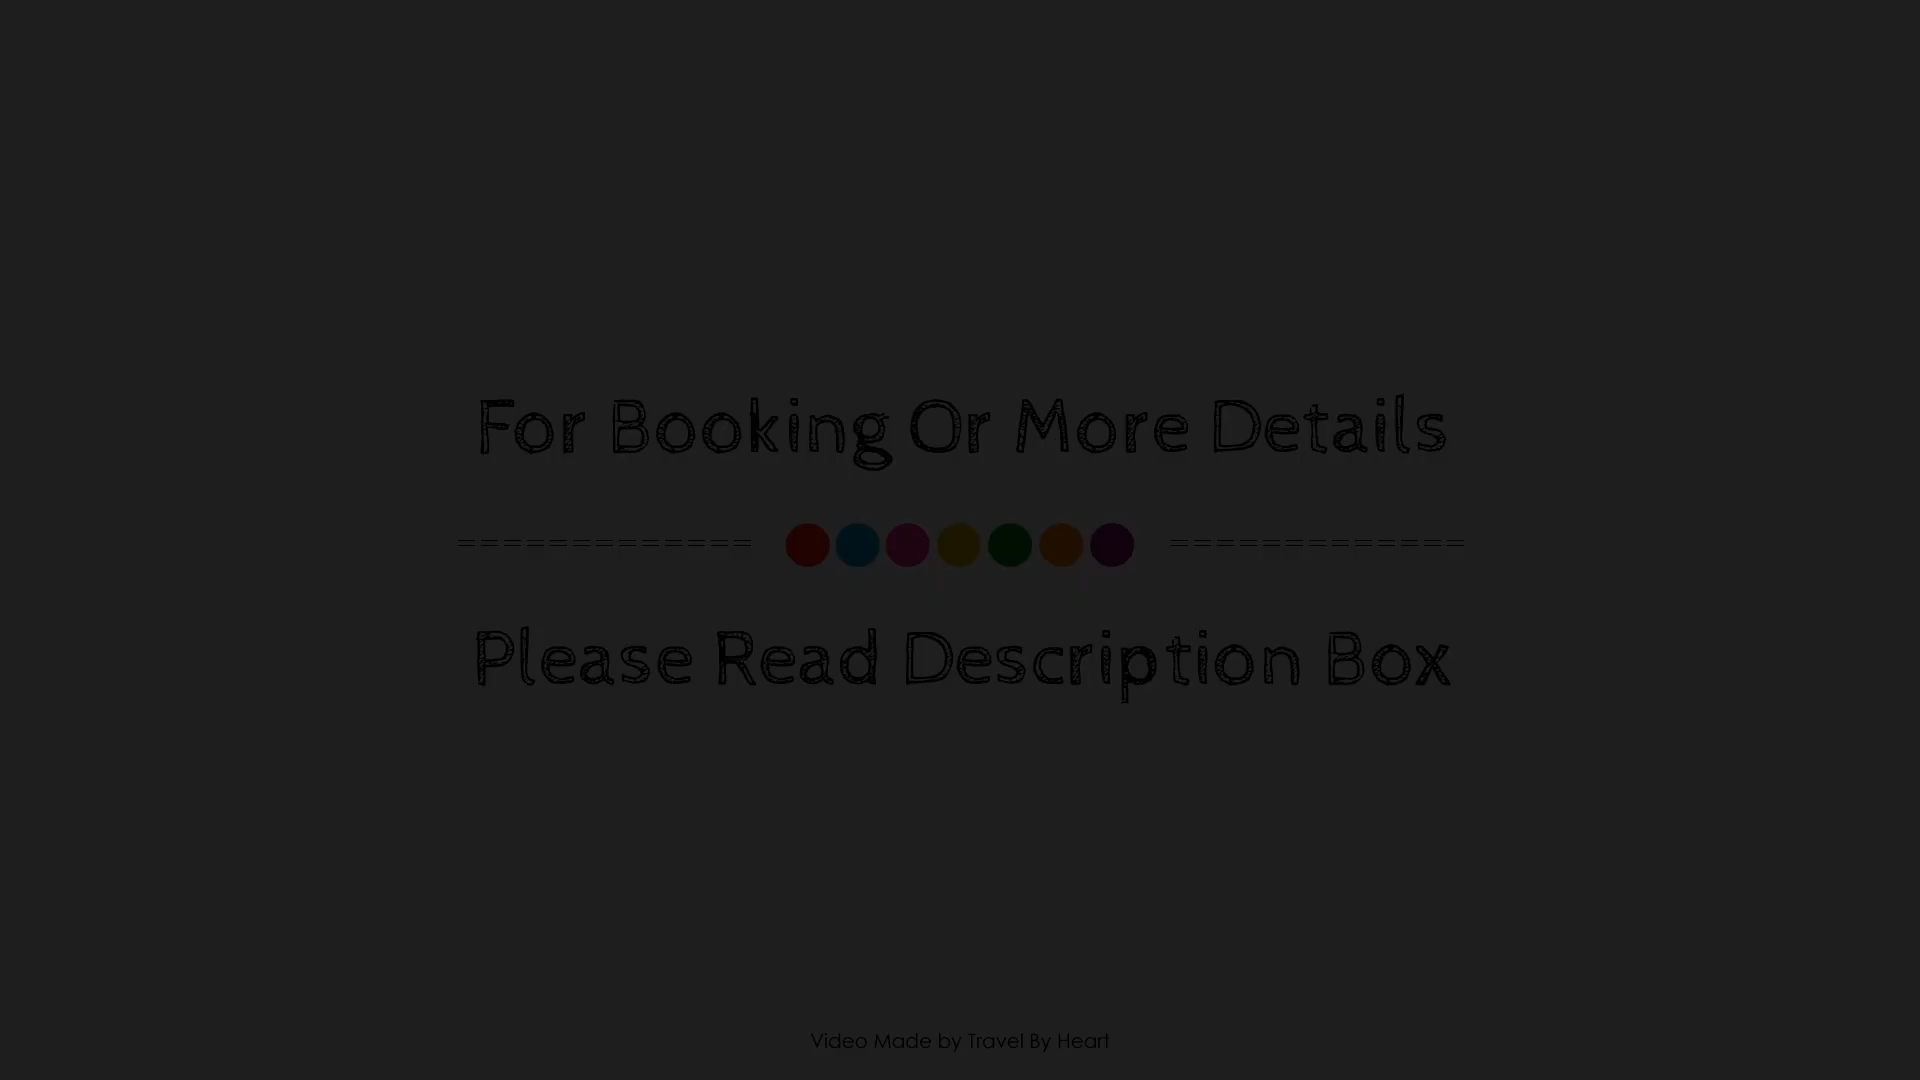 For Booking Or More Details
============= =============
Please Read Description Box
Video Made by Travel By Heart